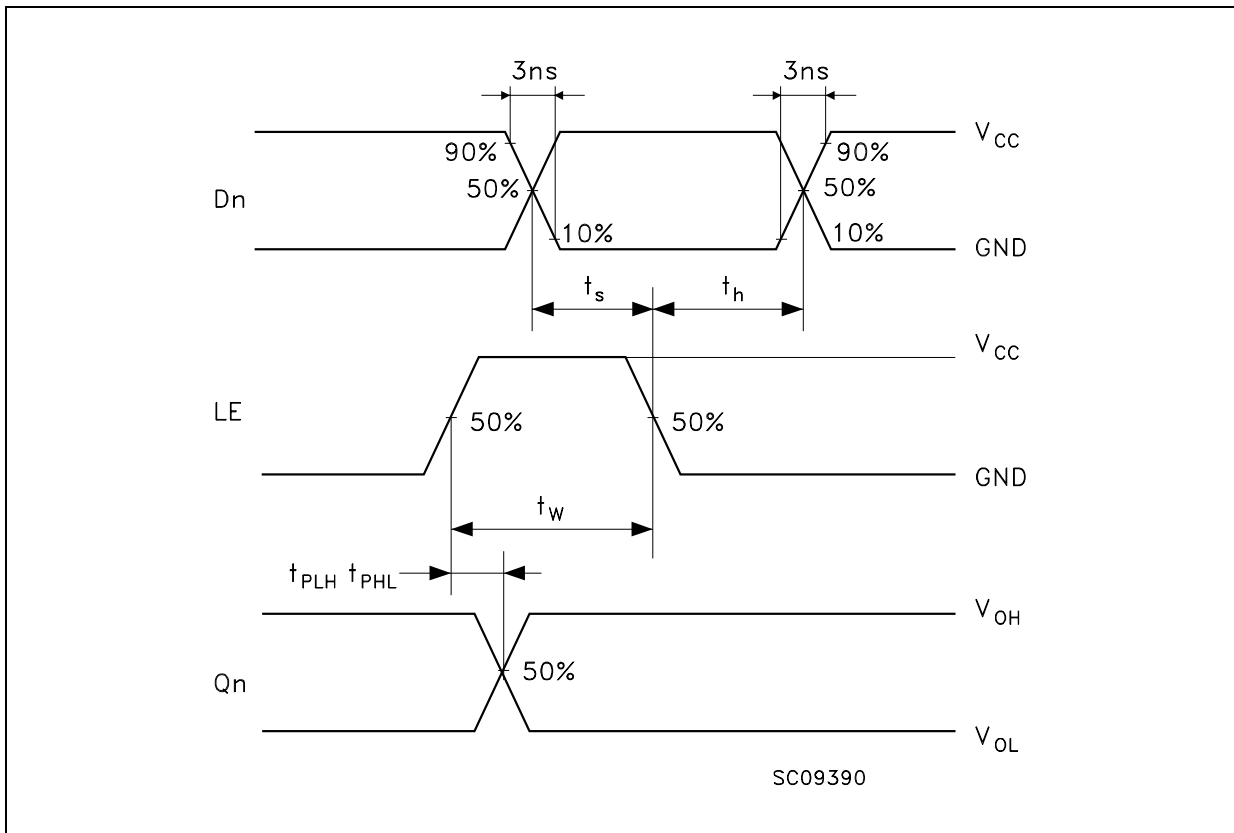 3ns 3ns
V_CC
90% 90%
Dn 50% 50%
10% 10%
GND
t_s t_h
V_CC
LE 50% 50%
GND
t_W
t_PLH t_PHL
V_OH
Qn 50%
V_OL
SC09390